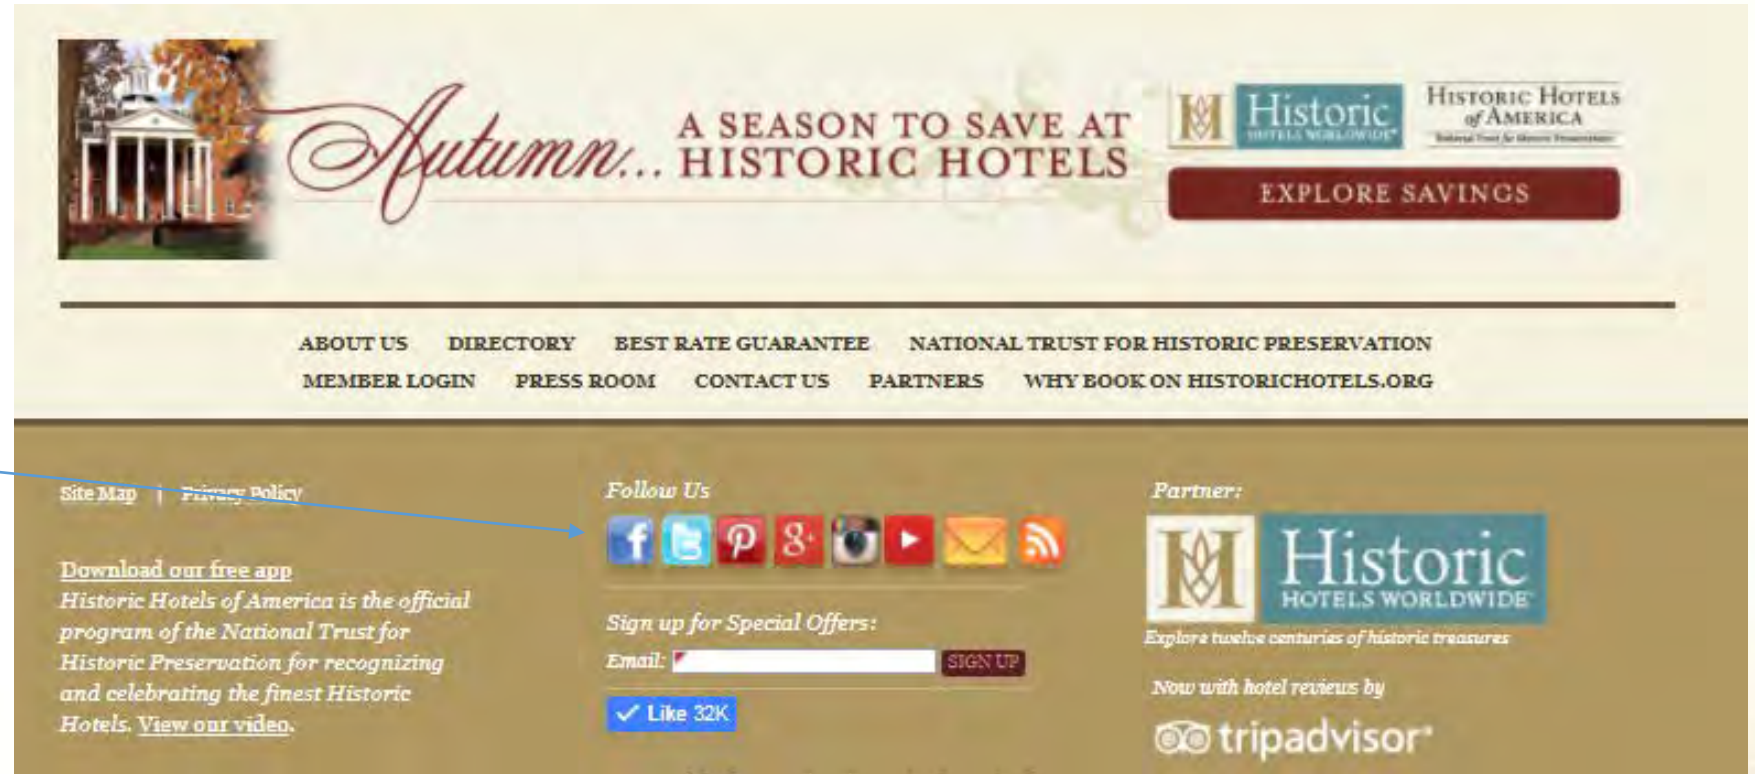 Autumn... A SEASON TO SAVE AT
HISTORIC HOTELS
Historic
HOTELS WORLDWIDE
HISTORIC HOTELS
of AMERICA
National Trust for Historic Preservation
EXPLORE SAVINGS
ABOUT US DIRECTORY BEST RATE GUARANTEE NATIONAL TRUST FOR HISTORIC PRESERVATION
MEMBER LOGIN PRESS ROOM CONTACT US PARTNERS WHY BOOK ON HISTORICHOTELS.ORG
Site Map | Privacy Policy
Download our free app
Historic Hotels of America is the official
program of the National Trust for
Historic Preservation for recognizing
and celebrating the finest Historic
Hotels. View our video.
Follow Us
Sign up for Special Offers:
Email: SIGN UP
Like 32K
Partner:
Historic
HOTELS WORLDWIDE
Explore twelve centuries of historic treasures
Now with hotel reviews by
tripadvisor